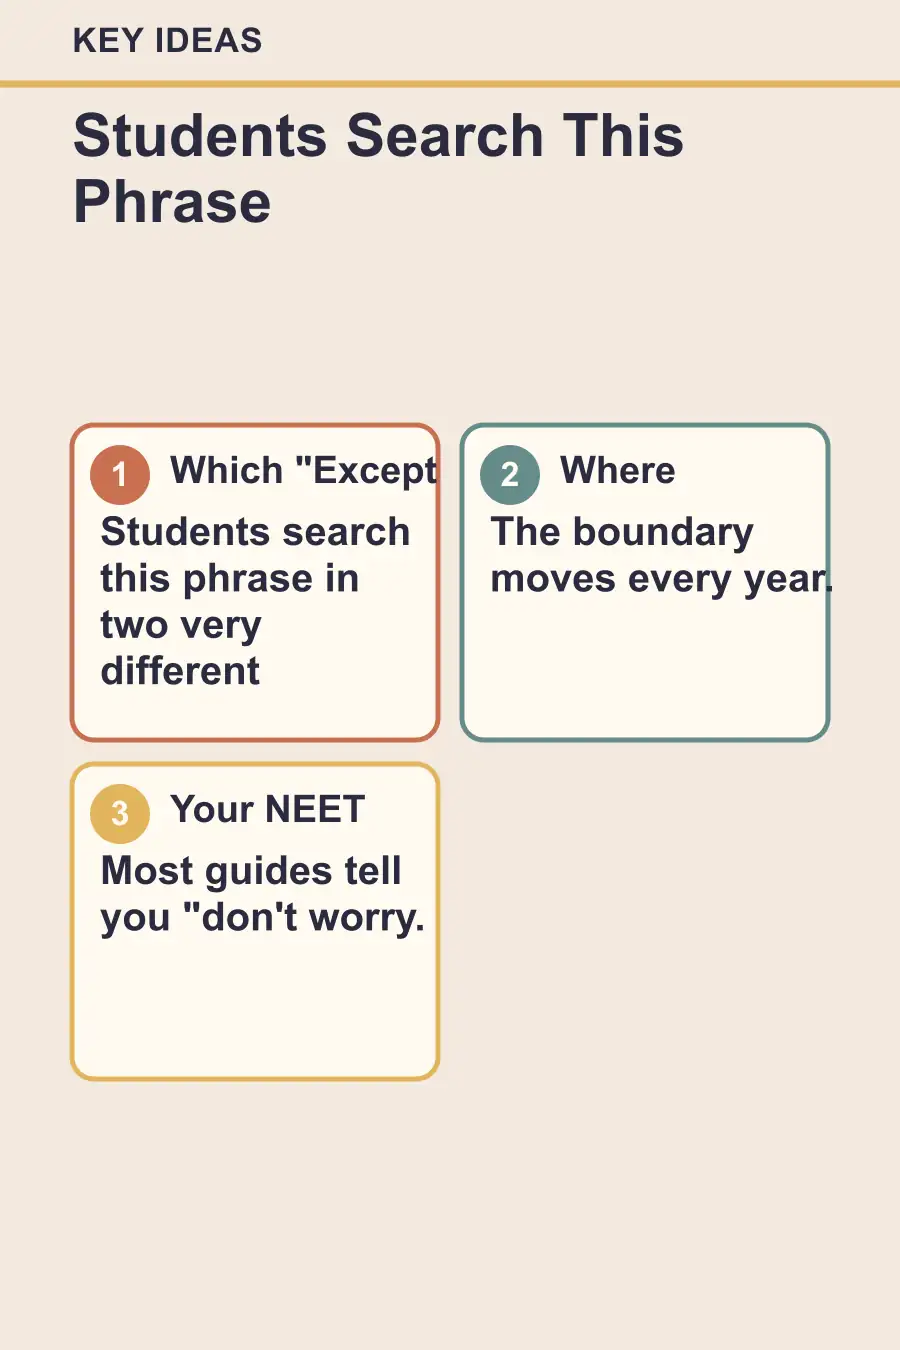 KEY IDEAS
Students Search This
Phrase
1 Which "Except
Students search
this phrase in
two very
different
2 Where
The boundary
moves every year.
3 Your NEET
Most guides tell
you "don't worry.